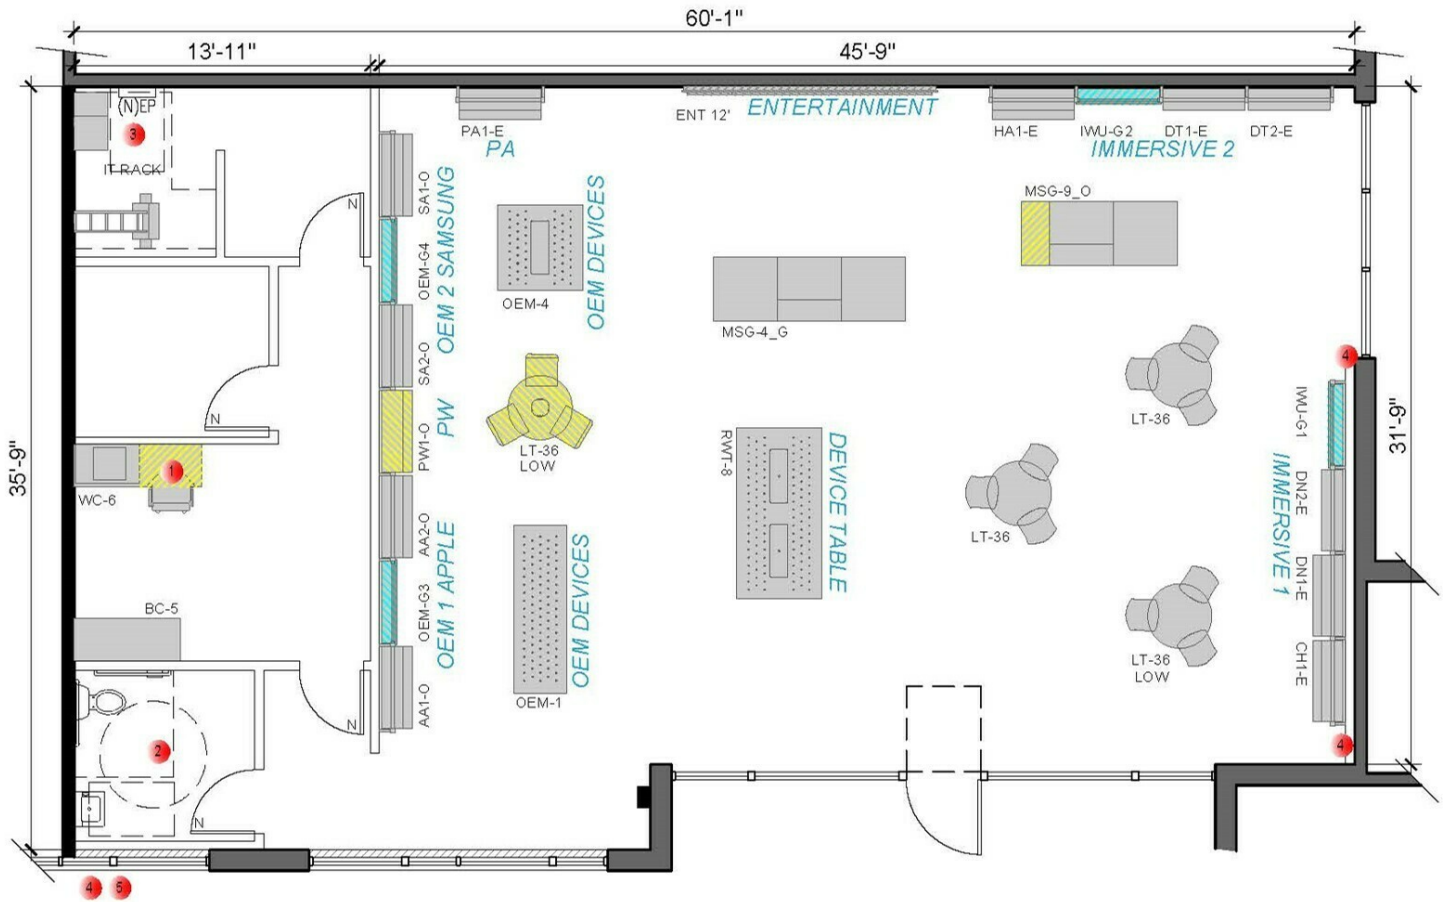 60'-1"
13'-11"
45'-9"
(N)EP
3
IT RACK
PA1-E
PA
ENT 12'
ENTERTAINMENT
HA1-E
IWU-G2
DT1-E
DT2-E
IMMERSIVE 2
SA1-O
OEM-G4
SA2-O
OEM 2 SAMSUNG
OEM-4
OEM DEVICES
MSG-9_O
MSG-4_G
N
N
PW1-O
PW
LT-36
LOW
LT-36
4
31'-9"
35'-9"
1
WC-6
AA2-O
OEM-G3
AA1-O
OEM 1 APPLE
OEM DEVICES
OEM-1
RWT-8
DEVICE TABLE
LT-36
IWU-G1
DN2-E
DN1-E
CH1-E
IMMERSIVE 1
BC-5
LT-36
LOW
N
2
4
N
4
5